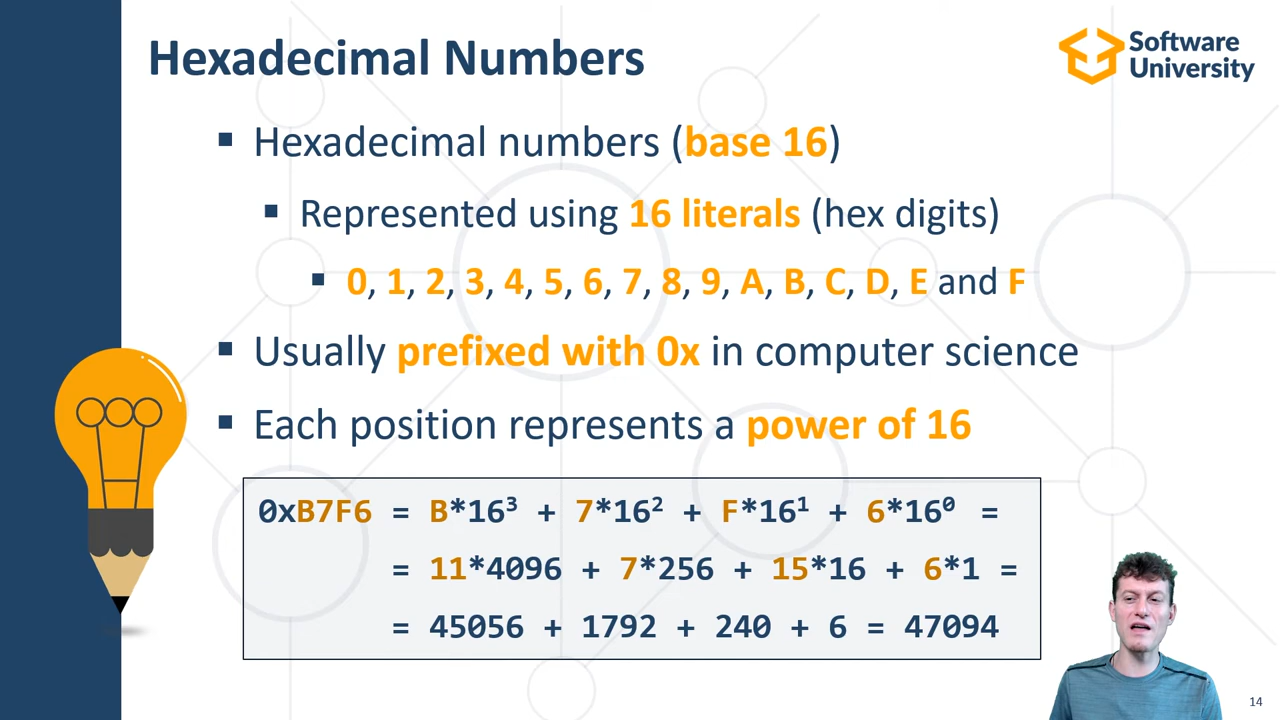 Hexadecimal Numbers
Software
University
▪ Hexadecimal numbers (base 16)
▪ Represented using 16 literals (hex digits)
▪ 0, 1, 2, 3, 4, 5, 6, 7, 8, 9, A, B, C, D, E and F
▪ Usually prefixed with 0x in computer science
▪ Each position represents a power of 16
0xB7F6 = B*16³ + 7*16² + F*16¹ + 6*16⁰ =
= 11*4096 + 7*256 + 15*16 + 6*1 =
= 45056 + 1792 + 240 + 6 = 47094
14